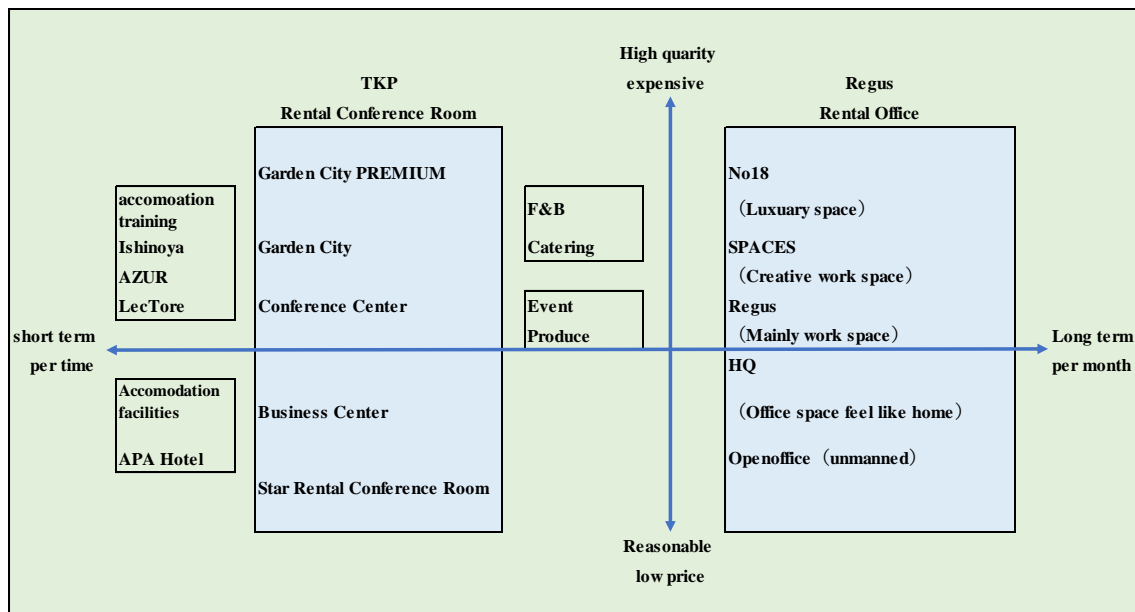 High quarity
expensive
TKP
Rental Conference Room
Regus
Rental Office
accomoation
training
Ishinoya
AZUR
LecTore
Garden City PREMIUM
Garden City
Conference Center
F&B
Catering
Event
Produce
No18
（Luxuary space）
SPACES
（Creative work space）
Regus
（Mainly work space）
HQ
（Office space feel like home）
Openoffice（unmanned）
short term
per time
Long term
per month
Accomodation
facilities
APA Hotel
Business Center
Star Rental Conference Room
Reasonable
low price